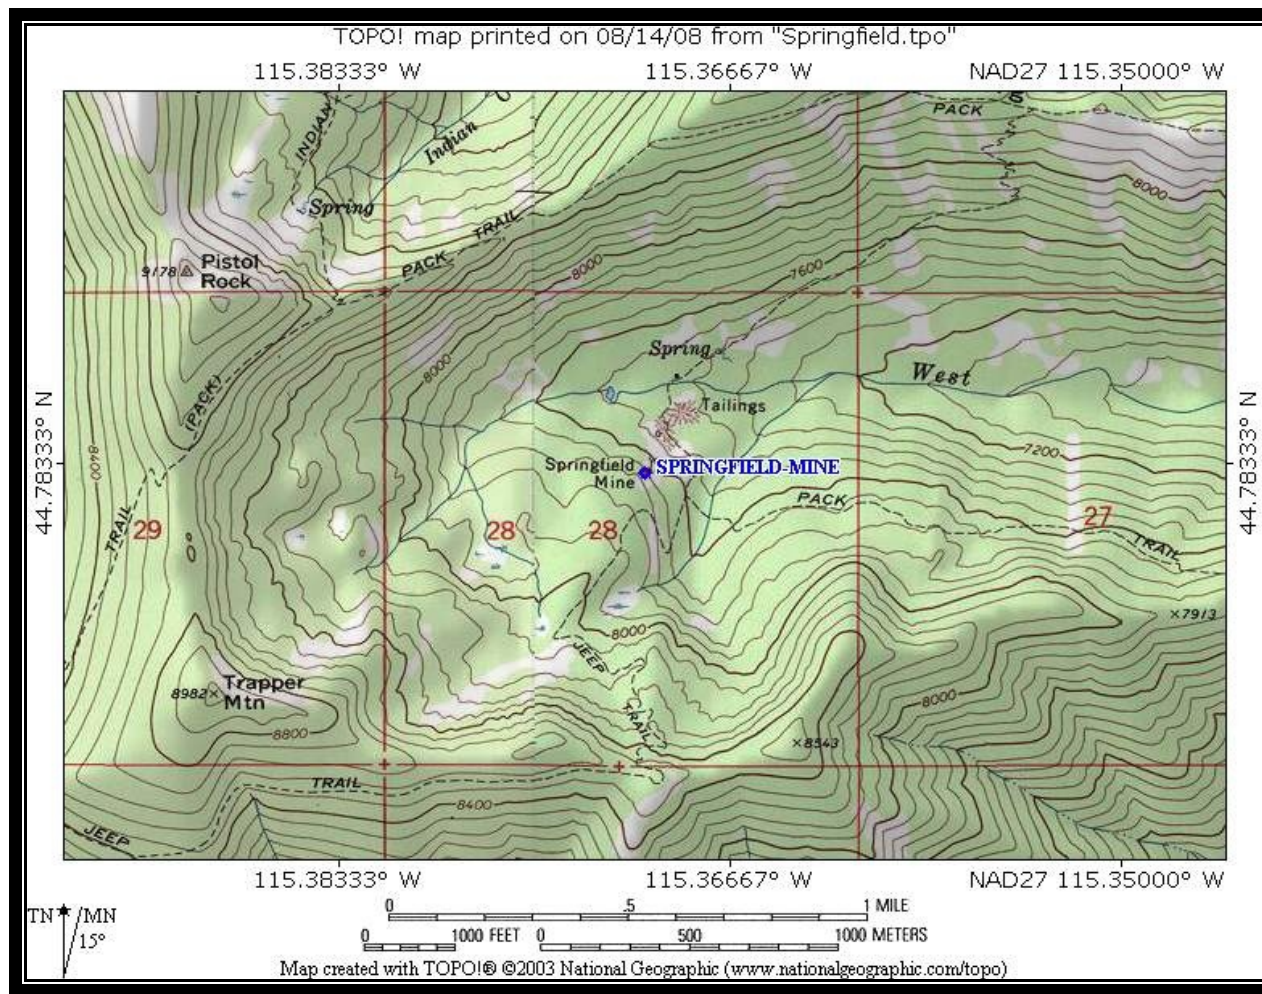 TOPO! map printed on 08/14/08 from "Springfield.tpo"
115.38333° W 115.36667° W NAD27 115.35000° W
PACK
INDIAN
Indian
8000
Spring
TRAIL
PACK
9178 Pistol
Rock
8000
7600
Spring
8000
West
(PACK)
Tailings
44.78333° N
44.78333° N
8400
7200
Springfield
Mine
SPRINGFIELD-MINE
PACK
TRAIL
TRAIL
29
28
28
27
×7913
8000
JEEP
TRAIL
8982× Trapper
Mtn
8000
8800
×8543
TRAIL
8400
JEEP
115.38333° W 115.36667° W NAD27 115.35000° W
TN MN
15°
0 .5 1 MILE
0 1000 FEET 0 500 1000 METERS
Map created with TOPO!® ©2003 National Geographic (www.nationalgeographic.com/topo)